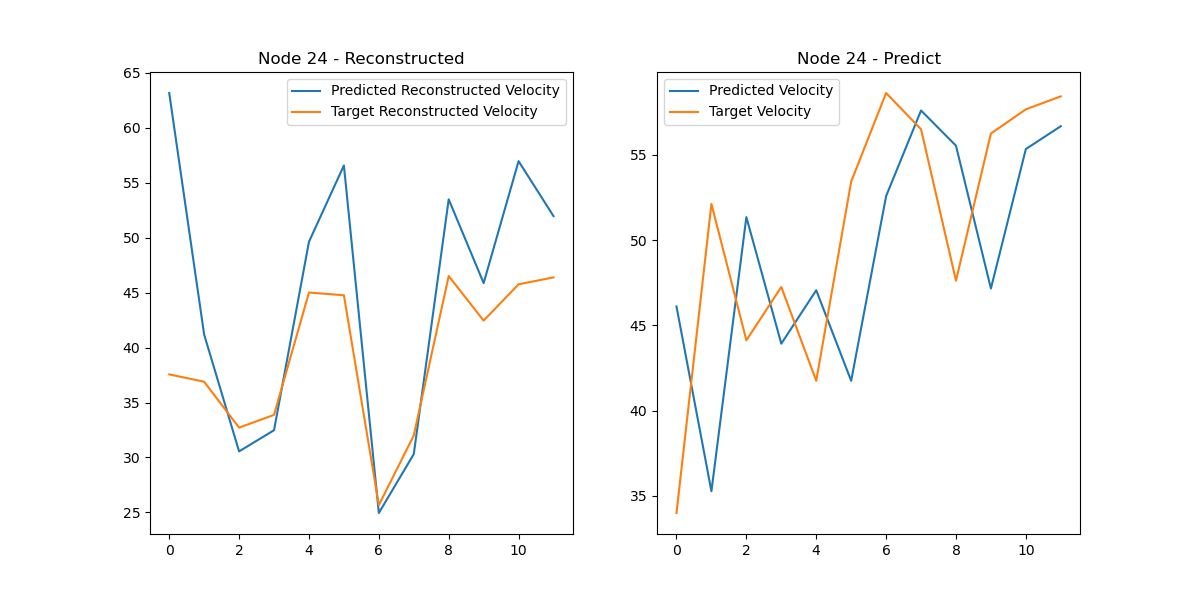 Node 24 - Reconstructed
Predicted Reconstructed Velocity
Target Reconstructed Velocity
65
60
55
50
45
40
35
30
25
0 2 4 6 8 10
Node 24 - Predict
Predicted Velocity
Target Velocity
55
50
45
40
35
0 2 4 6 8 10